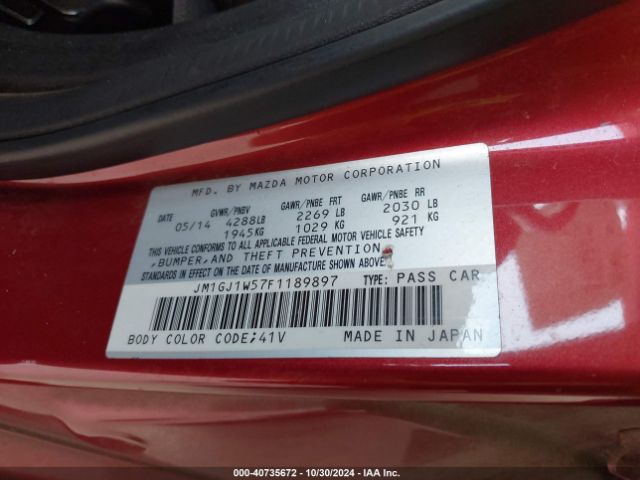 MFD. BY MAZDA MOTOR CORPORATION
DATE GVWR/PNBV GAWR/PNBE FRT GAWR/PNBE RR
05/14 4288LB 2269 LB 2030 LB
1945KG 1029 KG 921 KG
THIS VEHICLE CONFORMS TO ALL APPLICABLE FEDERAL MOTOR VEHICLE SAFETY
,BUMPER,AND THEFT PREVENTION
STANDARDS IN EFFECT ON THE DATE OF MANUFACTURE SHOWN ABOVE.
JM1GJ1W57F1189897 TYPE: PASS CAR
BODY COLOR CODE;41V MADE IN JAPAN
000-40735672 - 10/30/2024 - IAA Inc.